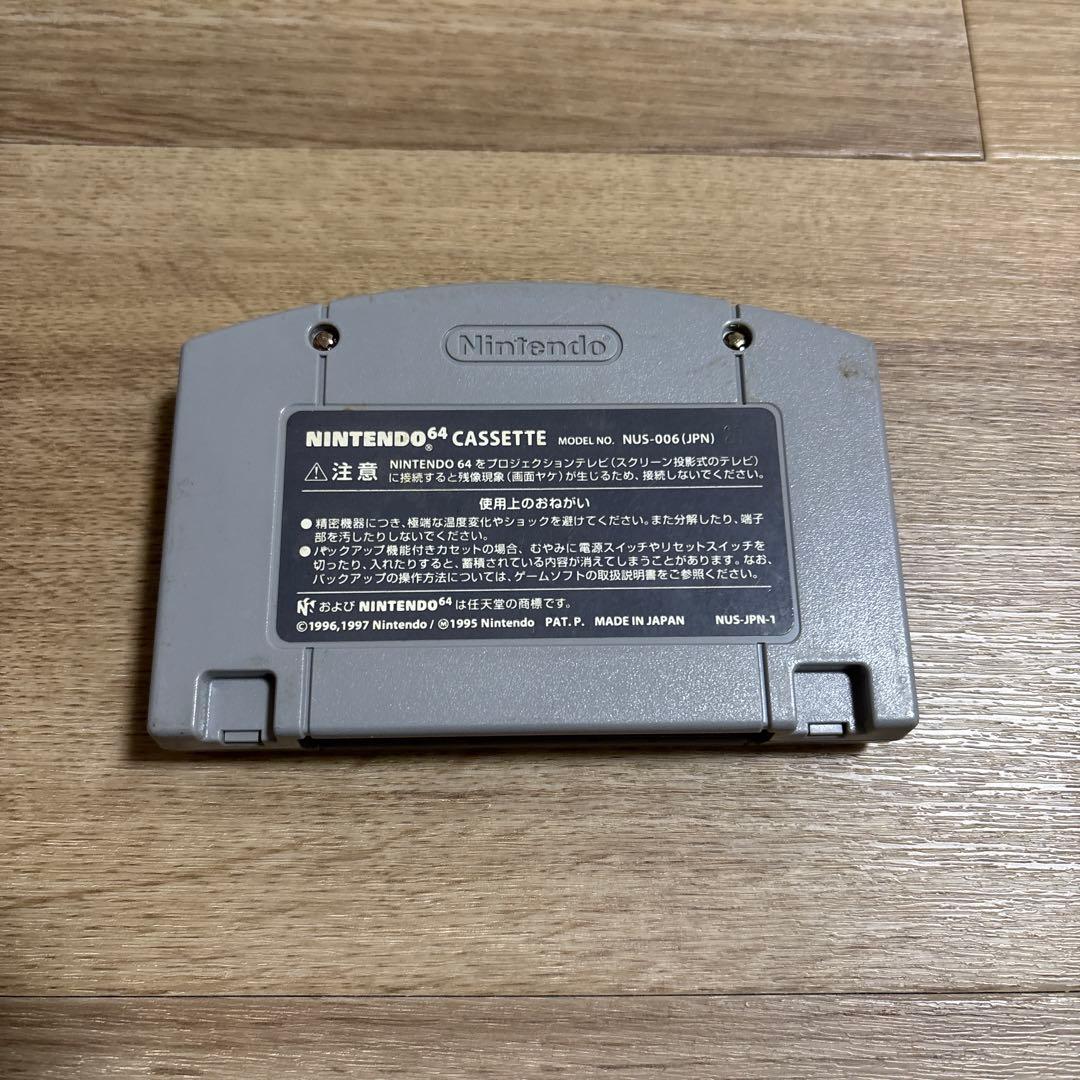 Nintendo®
NINTENDO64® CASSETTE MODEL NO. NUS-006(JPN)
⚠注意 NINTENDO 64 をプロジェクションテレビ(スクリーン投影式のテレビ)
に接続すると残像現象(画面ヤケ)が生じるため、接続しないでください。
使用上のおねがい
●精密機器につき、極端な温度変化やショックを避けてください。また分解したり、端子
部を汚したりしないでください。
●バックアップ機能付きカセットの場合、むやみに電源スイッチやリセットスイッチを
切ったり、入れたりすると、蓄積されている内容が消えてしまうことがあります。なお、
バックアップの操作方法については、ゲームソフトの取扱説明書をご参照ください。
および NINTENDO64 は任天堂の商標です。
©1996,1997 Nintendo/Ⓜ1995 Nintendo PAT.P. MADE IN JAPAN NUS-JPN-1